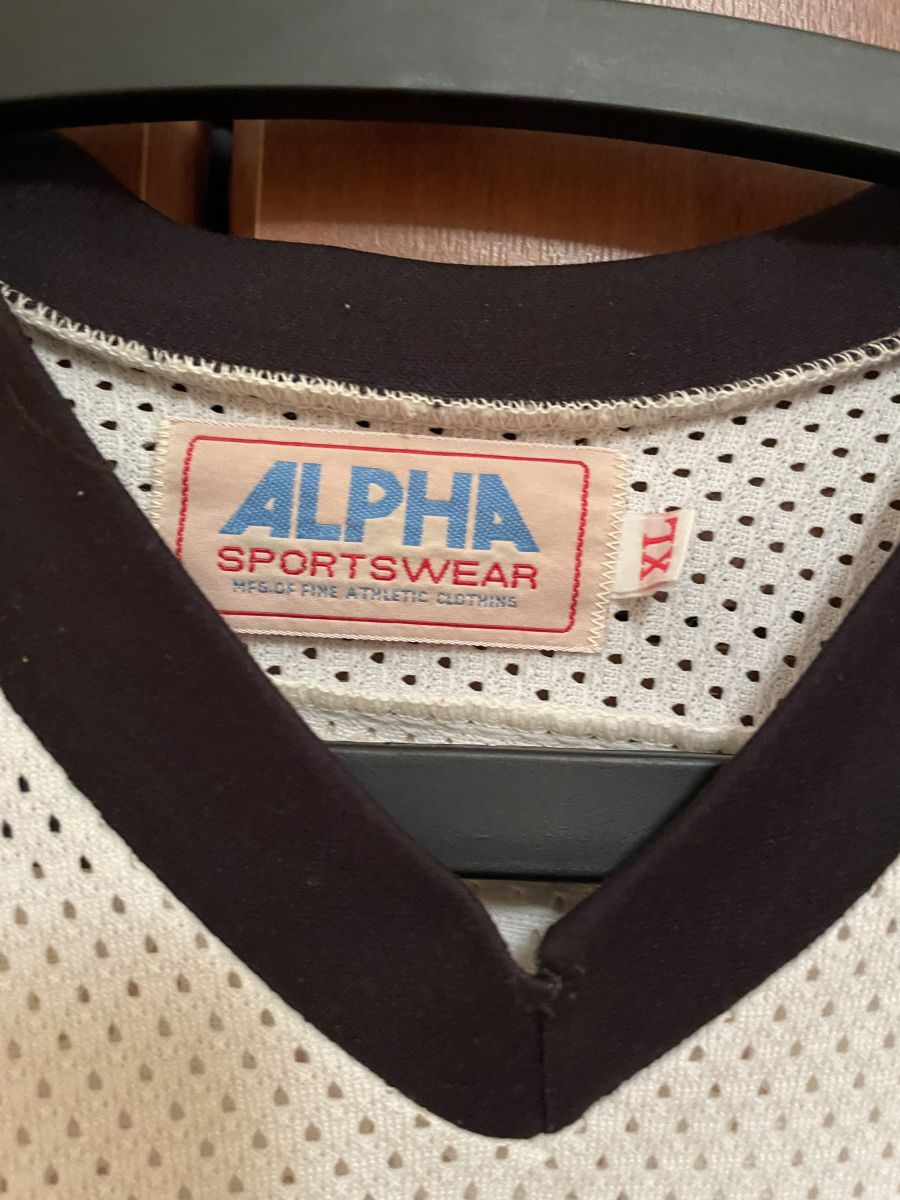 ALPHA
SPORTSWEAR
MFG. OF FINE ATHLETIC CLOTHING
XL